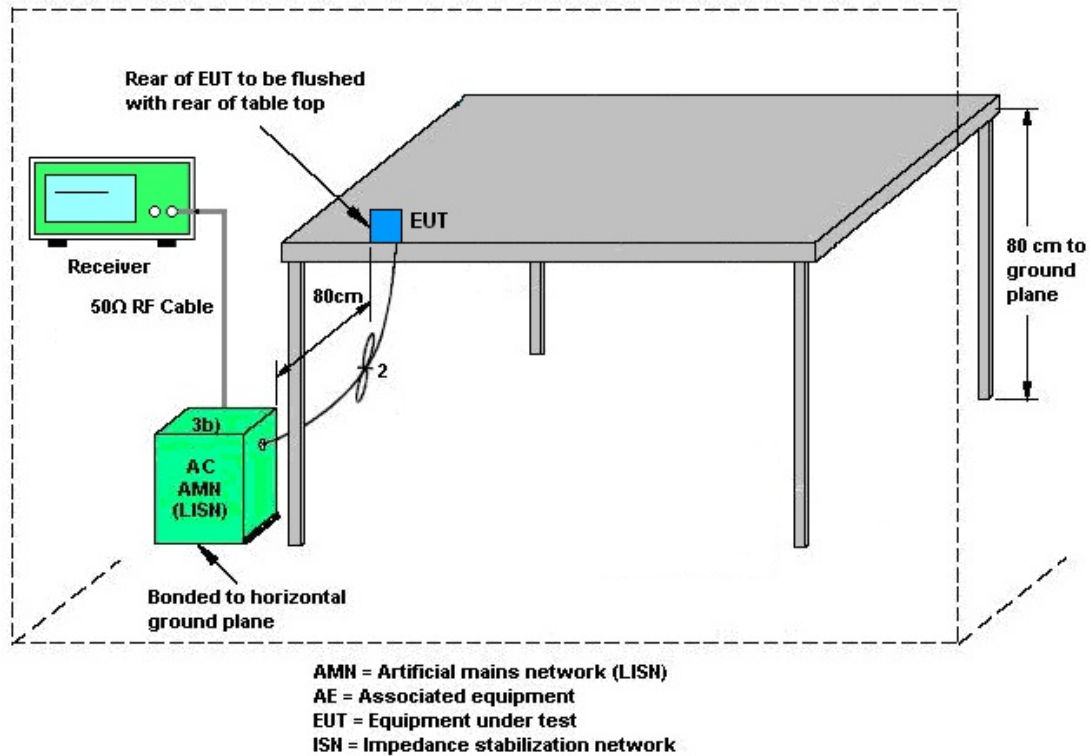 Rear of EUT to be flushed
with rear of table top
EUT
Receiver
50Ω RF Cable
80cm
80 cm to
ground
plane
2
3b)
AC
AMN
(LISN)
Bonded to horizontal
ground plane
AMN = Artificial mains network (LISN)
AE = Associated equipment
EUT = Equipment under test
ISN = Impedance stabilization network